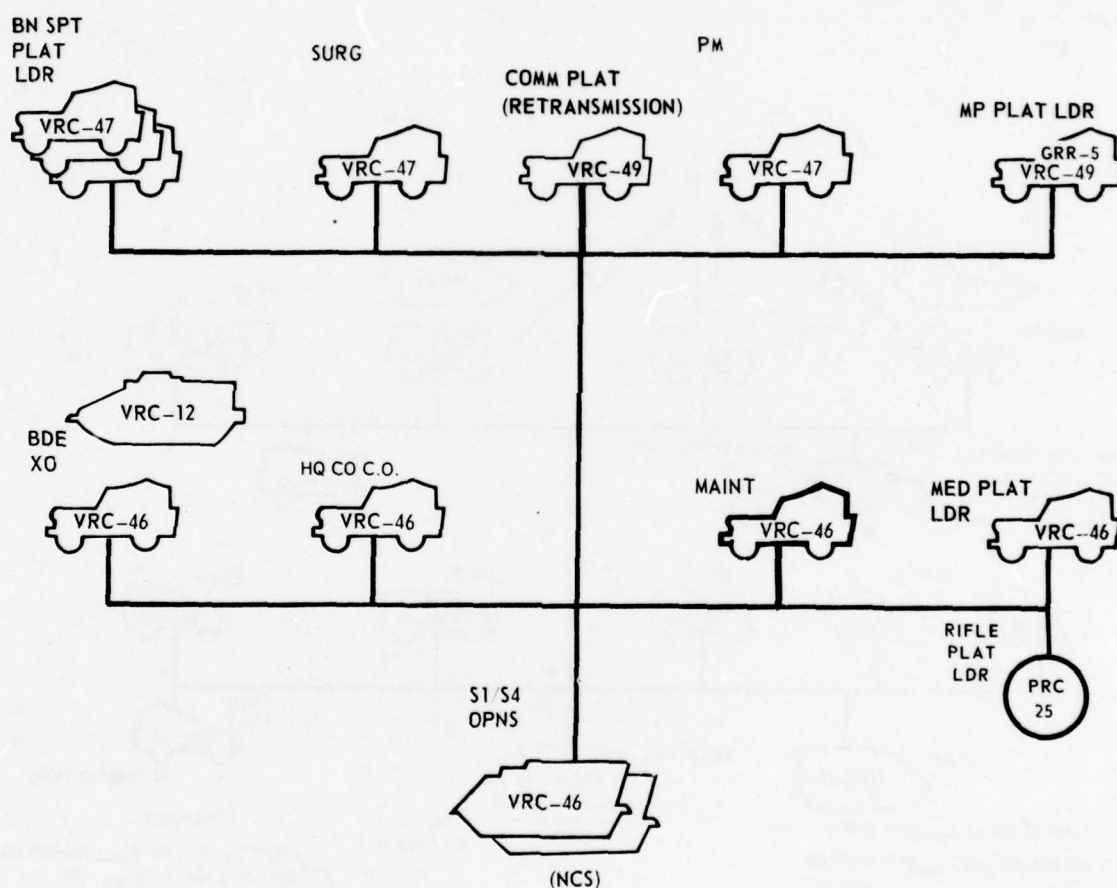 BN SPT
PLAT
LDR
VRC-47
SURG
VRC-47
COMM PLAT
(RETRANSMISSION)
VRC-49
PM
VRC-47
MP PLAT LDR
GRR-5
VRC-49
VRC-12
BDE
XO
VRC-46
HQ CO C.O.
VRC-46
MAINT
VRC-46
MED PLAT
LDR
VRC-46
RIFLE
PLAT
LDR
PRC
25
S1/S4
OPNS
VRC-46
(NCS)